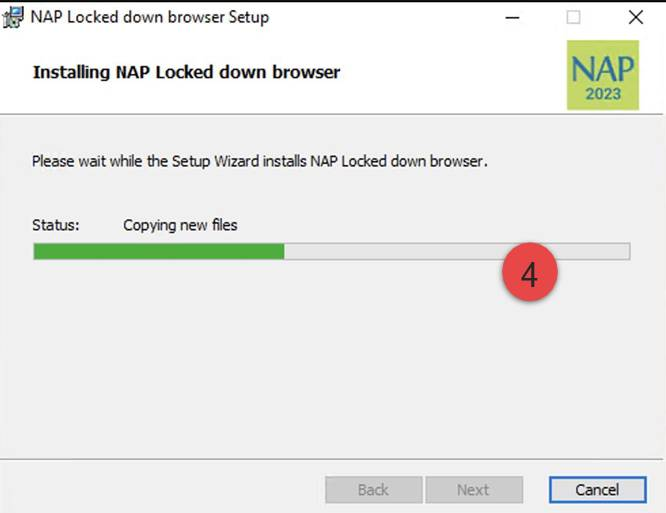 NAP Locked down browser Setup
Installing NAP Locked down browser
NAP
2023
Please wait while the Setup Wizard installs NAP Locked down browser.
Status: Copying new files
4
Back Next Cancel